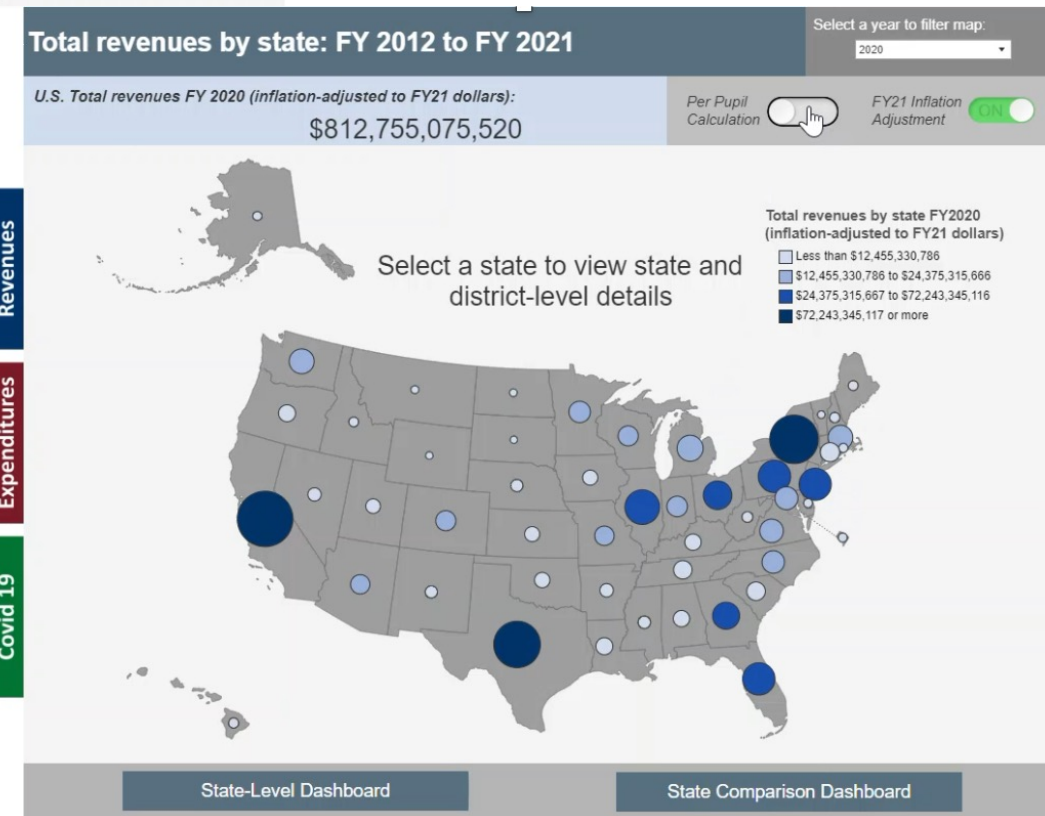 Total revenues by state: FY 2012 to FY 2021
Select a year to filter map:
2020
U.S. Total revenues FY 2020 (inflation-adjusted to FY21 dollars):
$812,755,075,520
Per Pupil
Calculation
FY21 Inflation
Adjustment
ON
Revenues
Expenditures
Covid 19
Total revenues by state FY2020
(inflation-adjusted to FY21 dollars)
Less than $12,455,330,786
$12,455,330,786 to $24,375,315,666
$24,375,315,667 to $72,243,345,116
$72,243,345,117 or more
Select a state to view state and
district-level details
State-Level Dashboard
State Comparison Dashboard